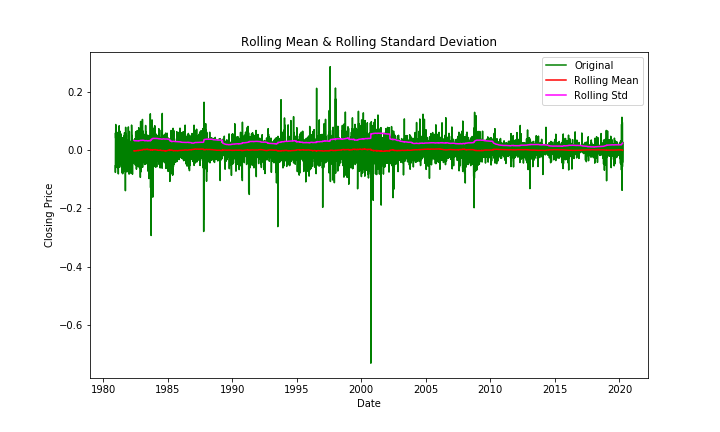 Rolling Mean & Rolling Standard Deviation
Original
Rolling Mean
Rolling Std
Closing Price
0.2
0.0
−0.2
−0.4
−0.6
1980 1985 1990 1995 2000 2005 2010 2015 2020
Date